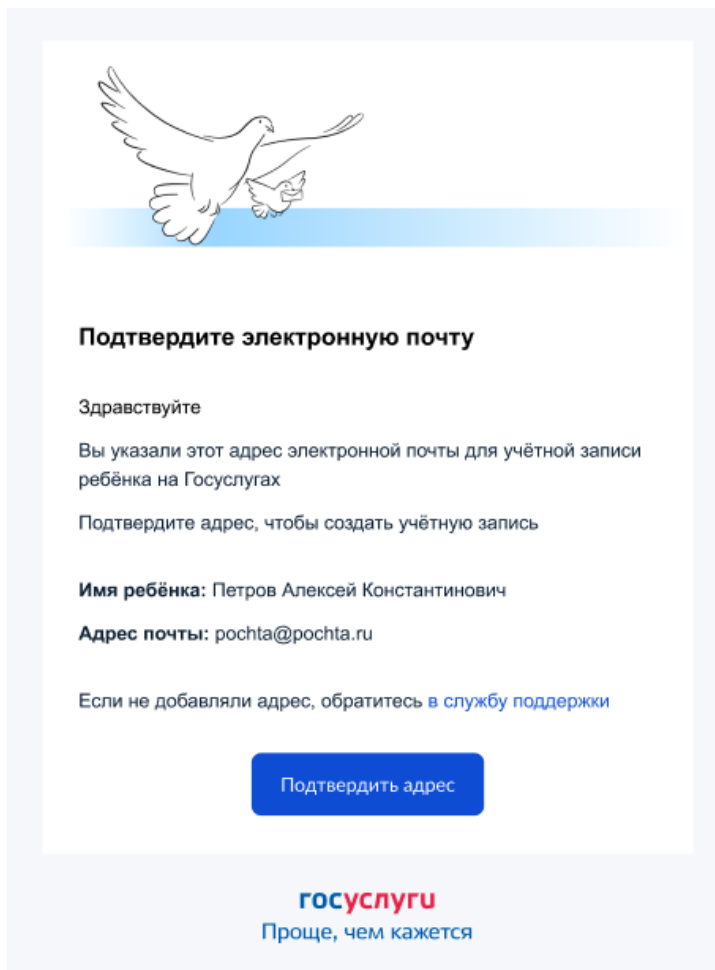 Подтвердите электронную почту
Здравствуйте
Вы указали этот адрес электронной почты для учётной записи
ребёнка на Госуслугах
Подтвердите адрес, чтобы создать учётную запись
Имя ребёнка: Петров Алексей Константинович
Адрес почты: pochta@pochta.ru
Если не добавляли адрес, обратитесь в службу поддержки
Подтвердить адрес
госуслуги
Проще, чем кажется